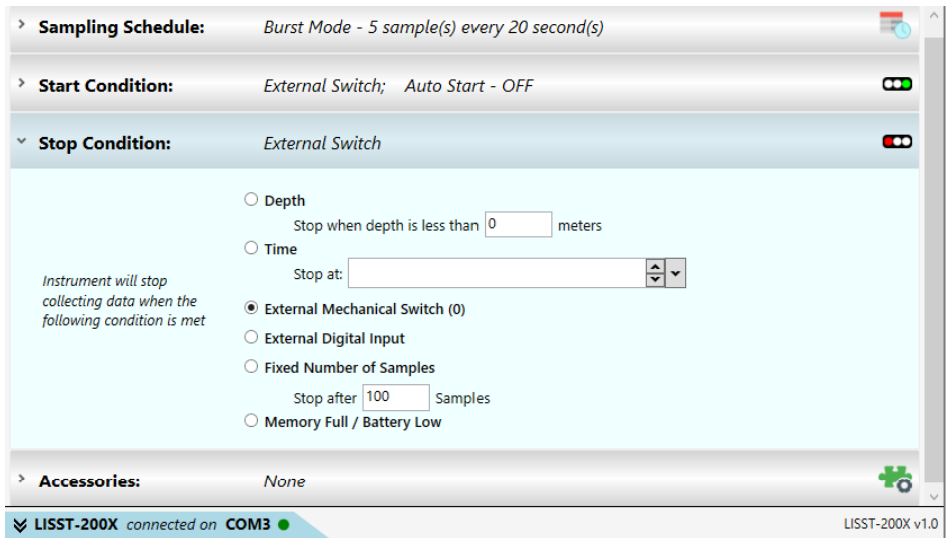 Sampling Schedule: Burst Mode - 5 sample(s) every 20 second(s)
Start Condition: External Switch; Auto Start - OFF
Stop Condition: External Switch
Instrument will stop
collecting data when the
following condition is met
Depth
Stop when depth is less than 0 meters
Time
Stop at:
External Mechanical Switch (0)
External Digital Input
Fixed Number of Samples
Stop after 100 Samples
Memory Full / Battery Low
Accessories: None
LISST-200X connected on COM3 LISST-200X v1.0